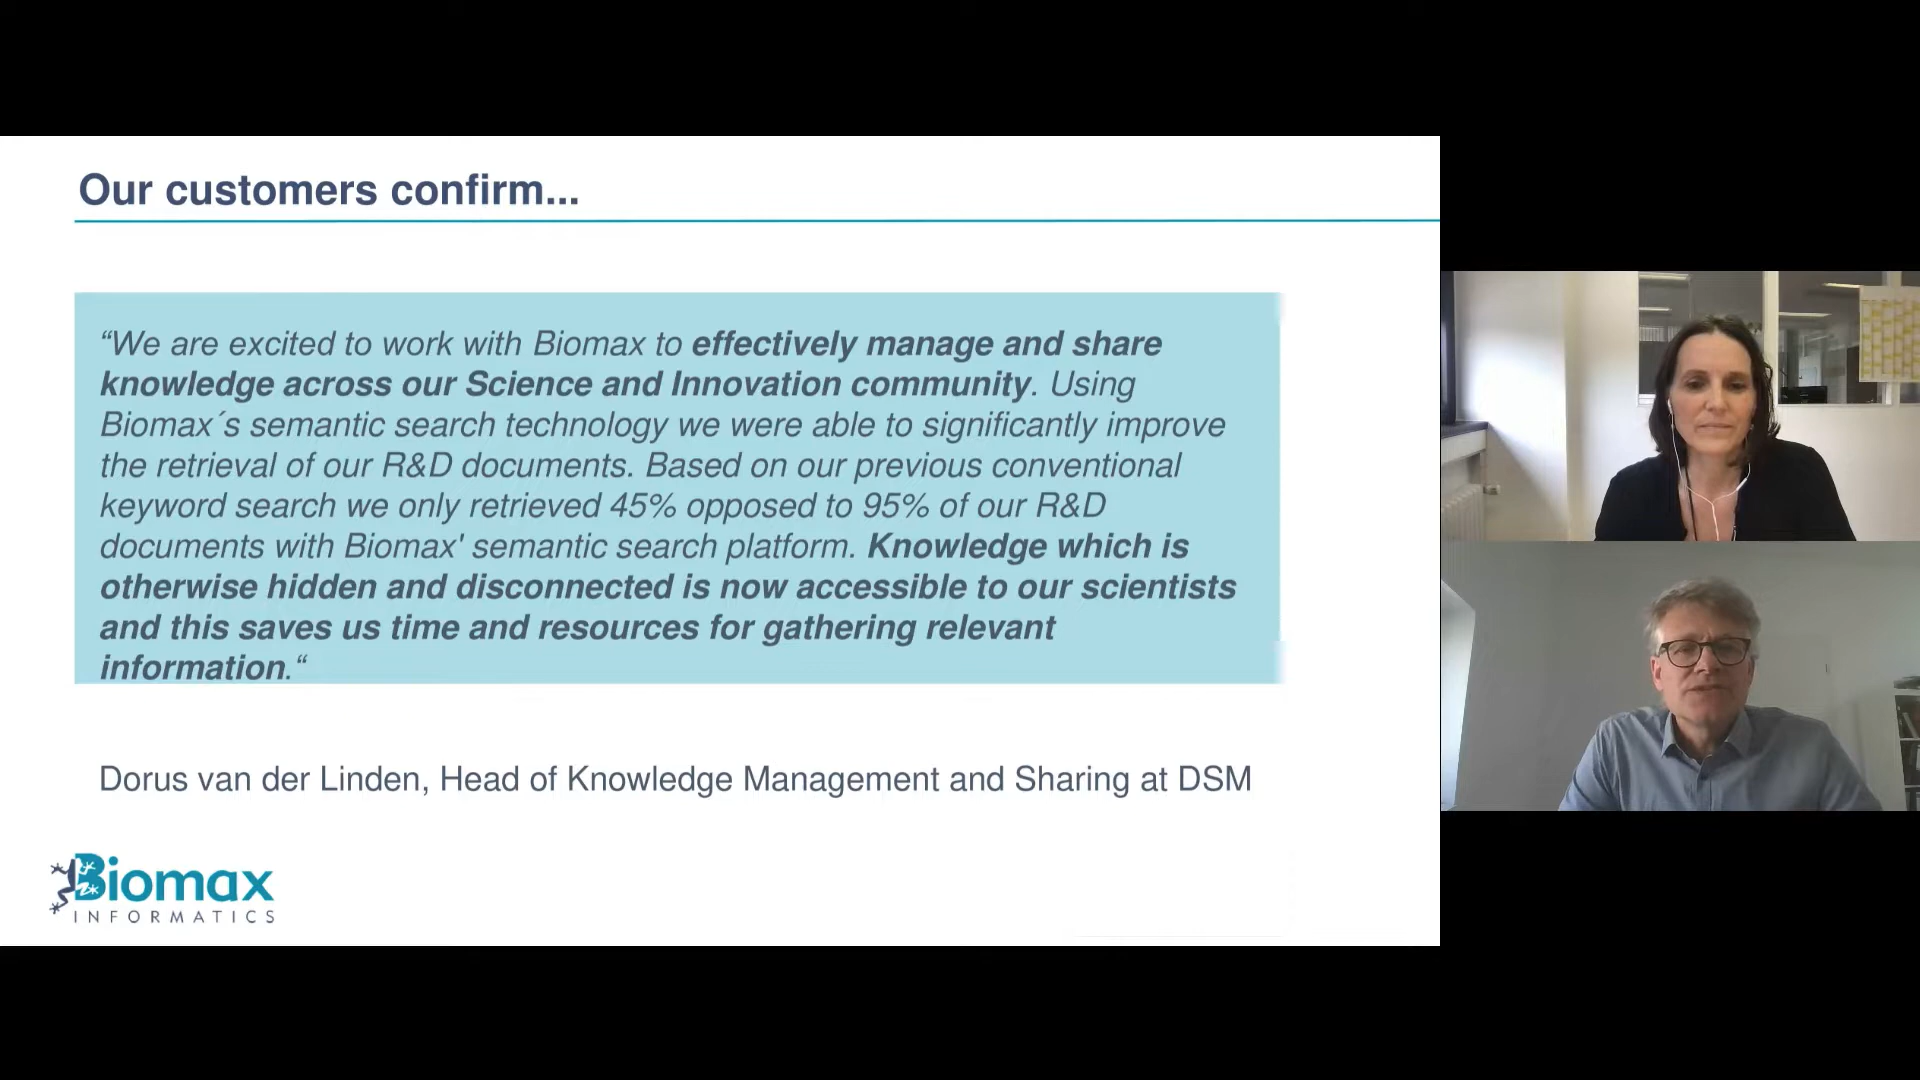 Our customers confirm...
“We are excited to work with Biomax to effectively manage and share
knowledge across our Science and Innovation community. Using
Biomax´s semantic search technology we were able to significantly improve
the retrieval of our R&D documents. Based on our previous conventional
keyword search we only retrieved 45% opposed to 95% of our R&D
documents with Biomax' semantic search platform. Knowledge which is
otherwise hidden and disconnected is now accessible to our scientists
and this saves us time and resources for gathering relevant
information.“
Dorus van der Linden, Head of Knowledge Management and Sharing at DSM
Biomax
INFORMATICS